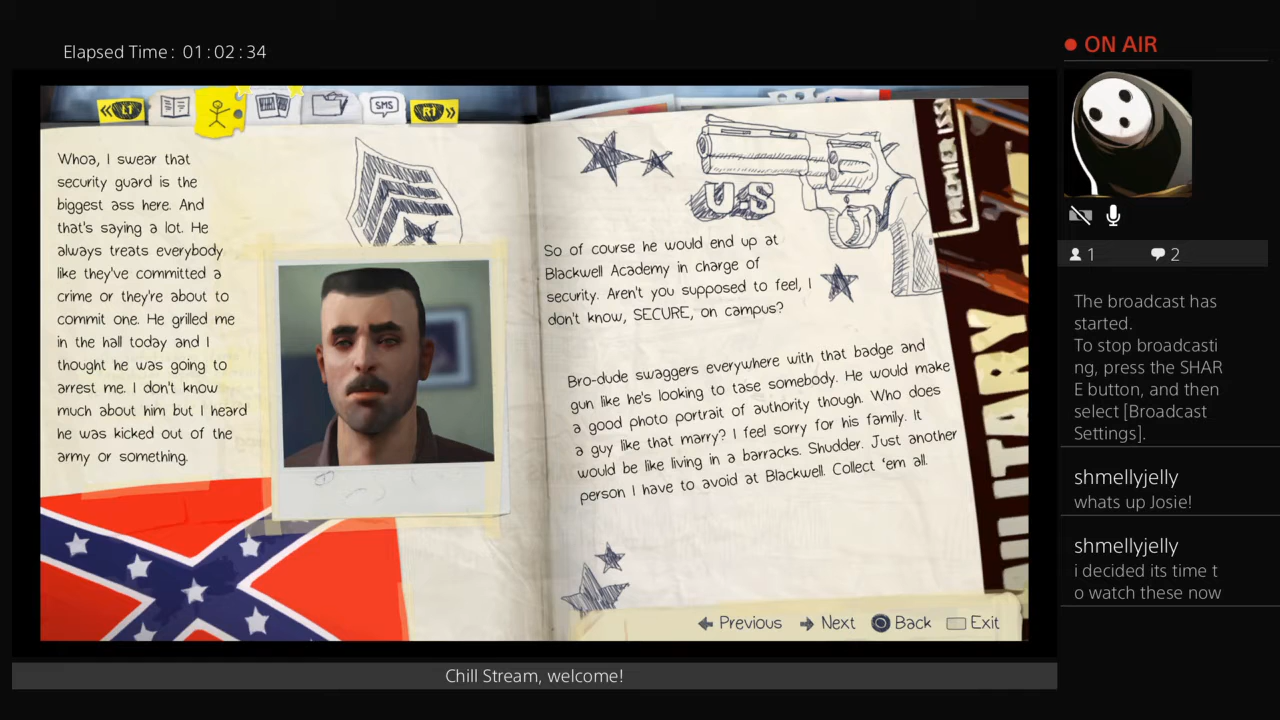 Elapsed Time: 01:02:34
ON AIR
L1
SMS
R1
Whoa, I swear that
security guard is the
biggest ass here. And
that's saying a lot. He
always treats everybody
like they've committed a
crime or they're about to
commit one. He grilled me
in the hall today and I
thought he was going to
arrest me. I don't know
much about him but I heard
he was kicked out of the
army or something.
U.S
So of course he would end up at
Blackwell Academy in charge of
security. Aren't you supposed to feel, I
don't know, SECURE, on campus?
Bro-dude swaggers everywhere with that badge and
gun like he's looking to tase somebody. He would make
a good photo portrait of authority though. Who does
a guy like that marry? I feel sorry for his family. It
would be like living in a barracks. Shudder. Just another
person I have to avoid at Blackwell. Collect 'em all.
Previous
Next
Back
Exit
1
2
The broadcast has
started.
To stop broadcasti
ng, press the SHAR
E button, and then
select [Broadcast
Settings].
shmellyjelly
whats up Josie!
shmellyjelly
i decided its time t
o watch these now
Chill Stream, welcome!